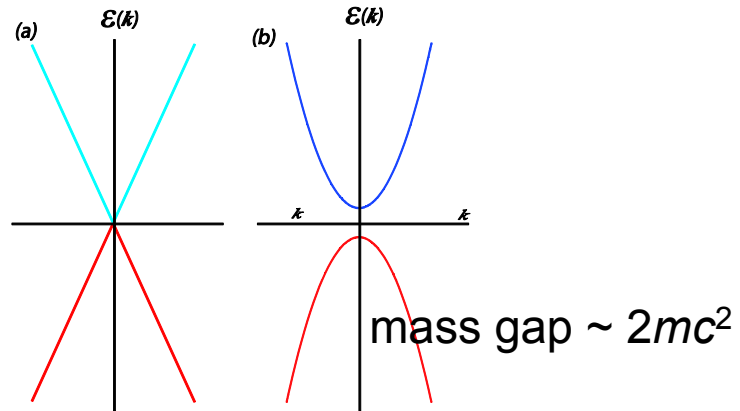 (a)
ε(k)
(b)
ε(k)
k
k
mass gap ~ 2mc²